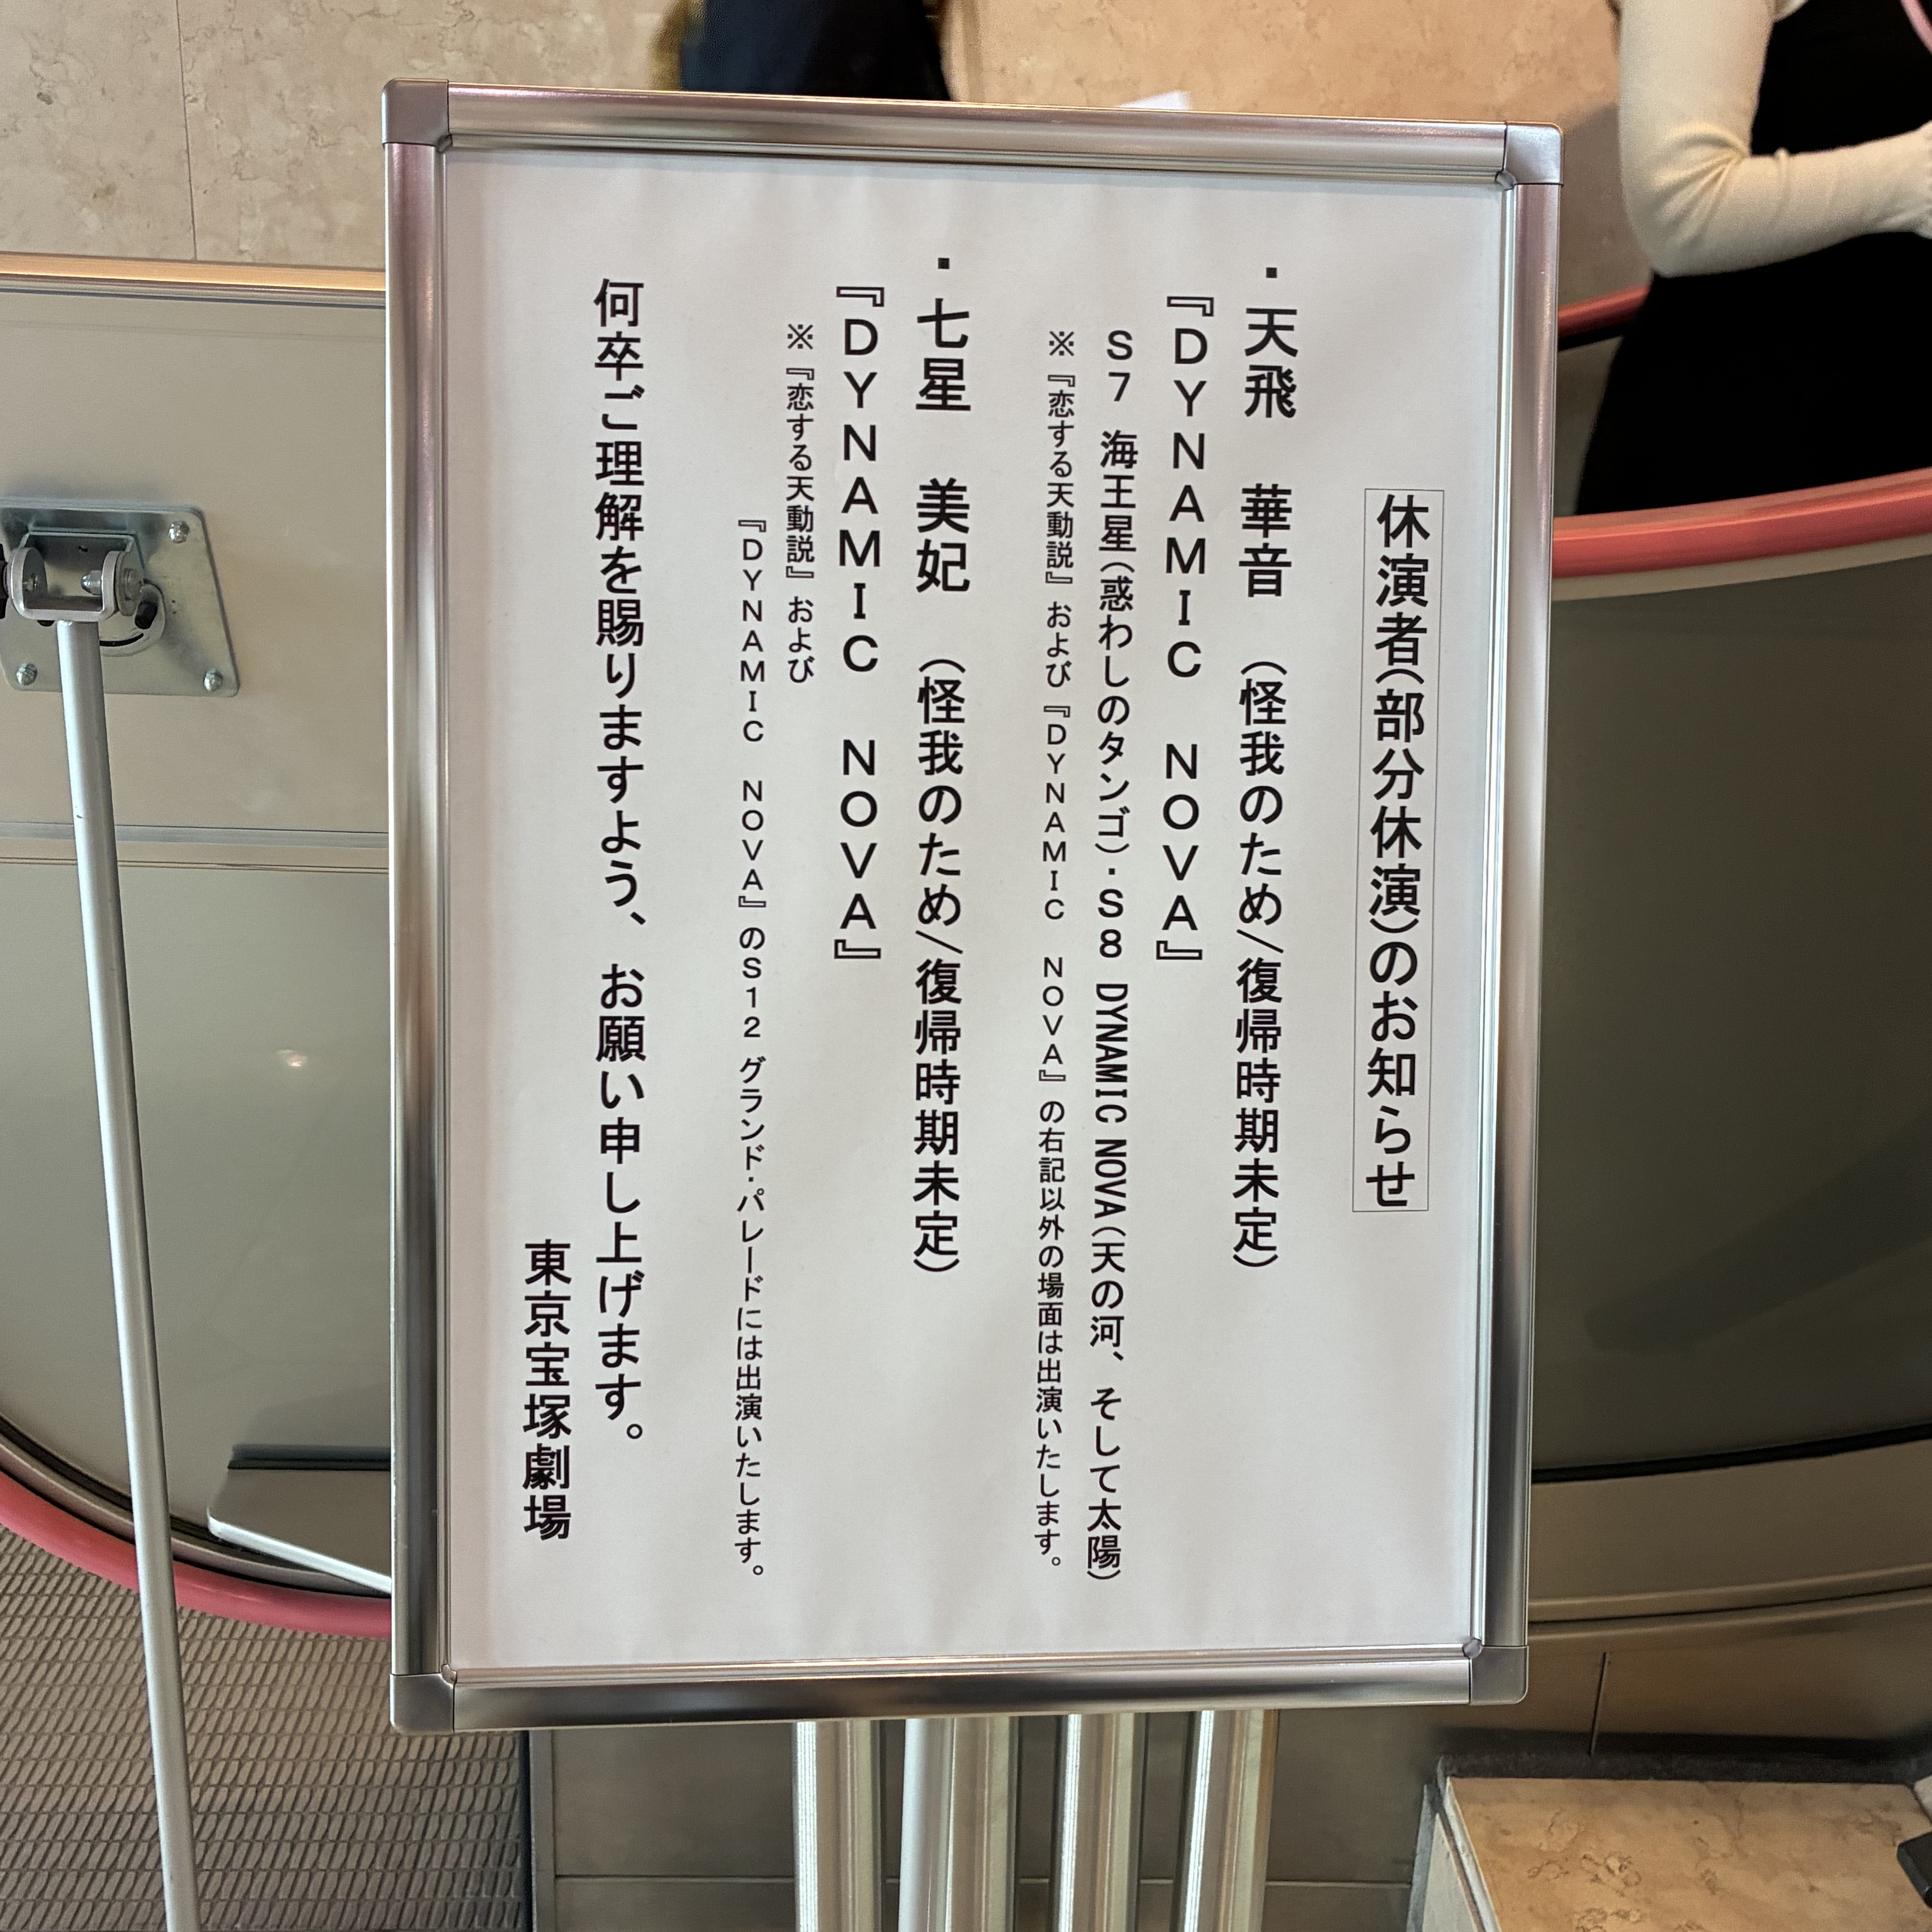 休演者(部分休演)のお知らせ
・天飛　華音　(怪我のため/復帰時期未定)
『ＤＹＮＡＭＩＣ　ＮＯＶＡ』
Ｓ７　海王星(惑わしのタンゴ)・Ｓ８ DYNAMIC NOVA(天の河、そして太陽)
※『恋する天動説』および『ＤＹＮＡＭＩＣ　ＮＯＶＡ』の右記以外の場面は出演いたします。
・七星　美妃　(怪我のため/復帰時期未定)
『ＤＹＮＡＭＩＣ　ＮＯＶＡ』
※『恋する天動説』および
『ＤＹＮＡＭＩＣ　ＮＯＶＡ』のＳ１２ グランド・パレードには出演いたします。
何卒ご理解を賜りますよう、お願い申し上げます。
東京宝塚劇場